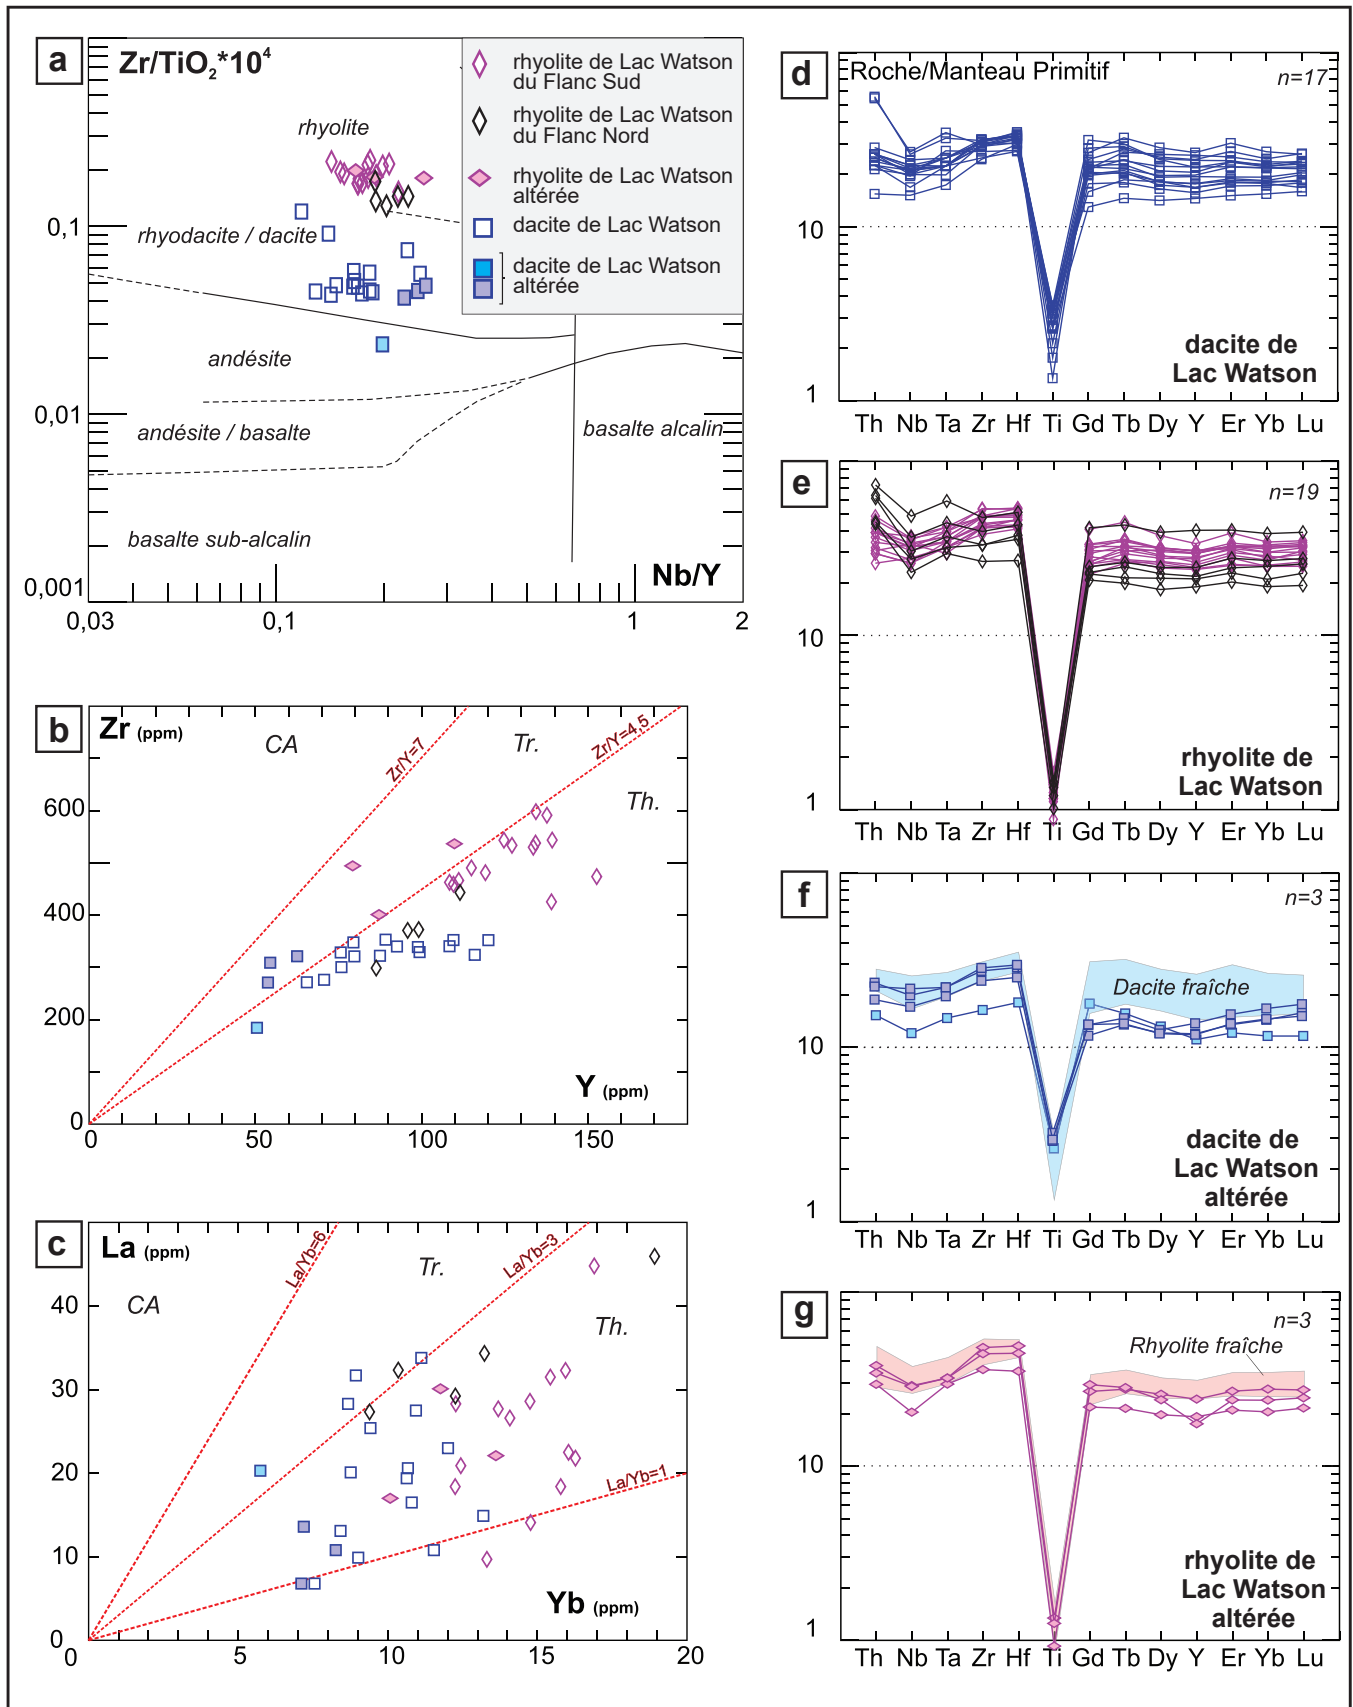 a
Zr/TiO2*10^4
rhyolite de Lac Watson
du Flanc Sud
rhyolite de Lac Watson
du Flanc Nord
rhyolite de Lac Watson
altérée
dacite de Lac Watson
dacite de Lac Watson
altérée
rhyolite
0,1
rhyodacite / dacite
andésite
0,01
andésite / basalte
basalte alcalin
basalte sub-alcalin
0,001
Nb/Y
0,03
0,1
1
2
b
Zr (ppm)
CA
Tr.
Th.
Zr/Y=7
Zr/Y=4,5
600
400
200
0
Y (ppm)
0
50
100
150
c
La (ppm)
CA
Tr.
Th.
La/Yb=6
La/Yb=3
La/Yb=1
40
30
20
10
0
Yb (ppm)
0
5
10
15
20
d
Roche/Manteau Primitif
n=17
10
dacite de
Lac Watson
1
Th Nb Ta Zr Hf Ti Gd Tb Dy Y Er Yb Lu
e
n=19
10
rhyolite de
Lac Watson
1
Th Nb Ta Zr Hf Ti Gd Tb Dy Y Er Yb Lu
f
n=3
Dacite fraîche
10
dacite de
Lac Watson
altérée
1
Th Nb Ta Zr Hf Ti Gd Tb Dy Y Er Yb Lu
g
n=3
Rhyolite fraîche
10
rhyolite de
Lac Watson
altérée
1
Th Nb Ta Zr Hf Ti Gd Tb Dy Y Er Yb Lu